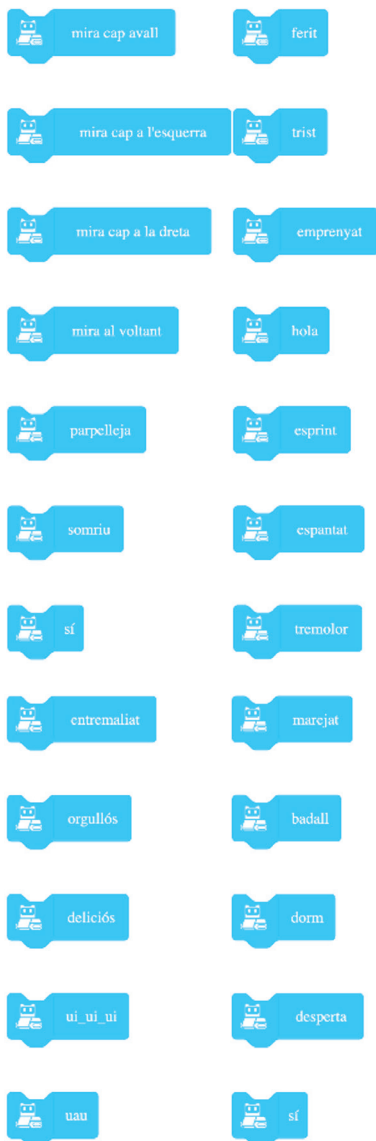 mira cap avall
ferit
mira cap a l'esquerra
trist
mira cap a la dreta
emprenyat
mira al voltant
hola
parpelleja
esprint
somriu
espantat
sí
tremolor
entremaliat
marejat
orgullós
badall
deliciós
dorm
ui_ui_ui
desperta
uau
sí